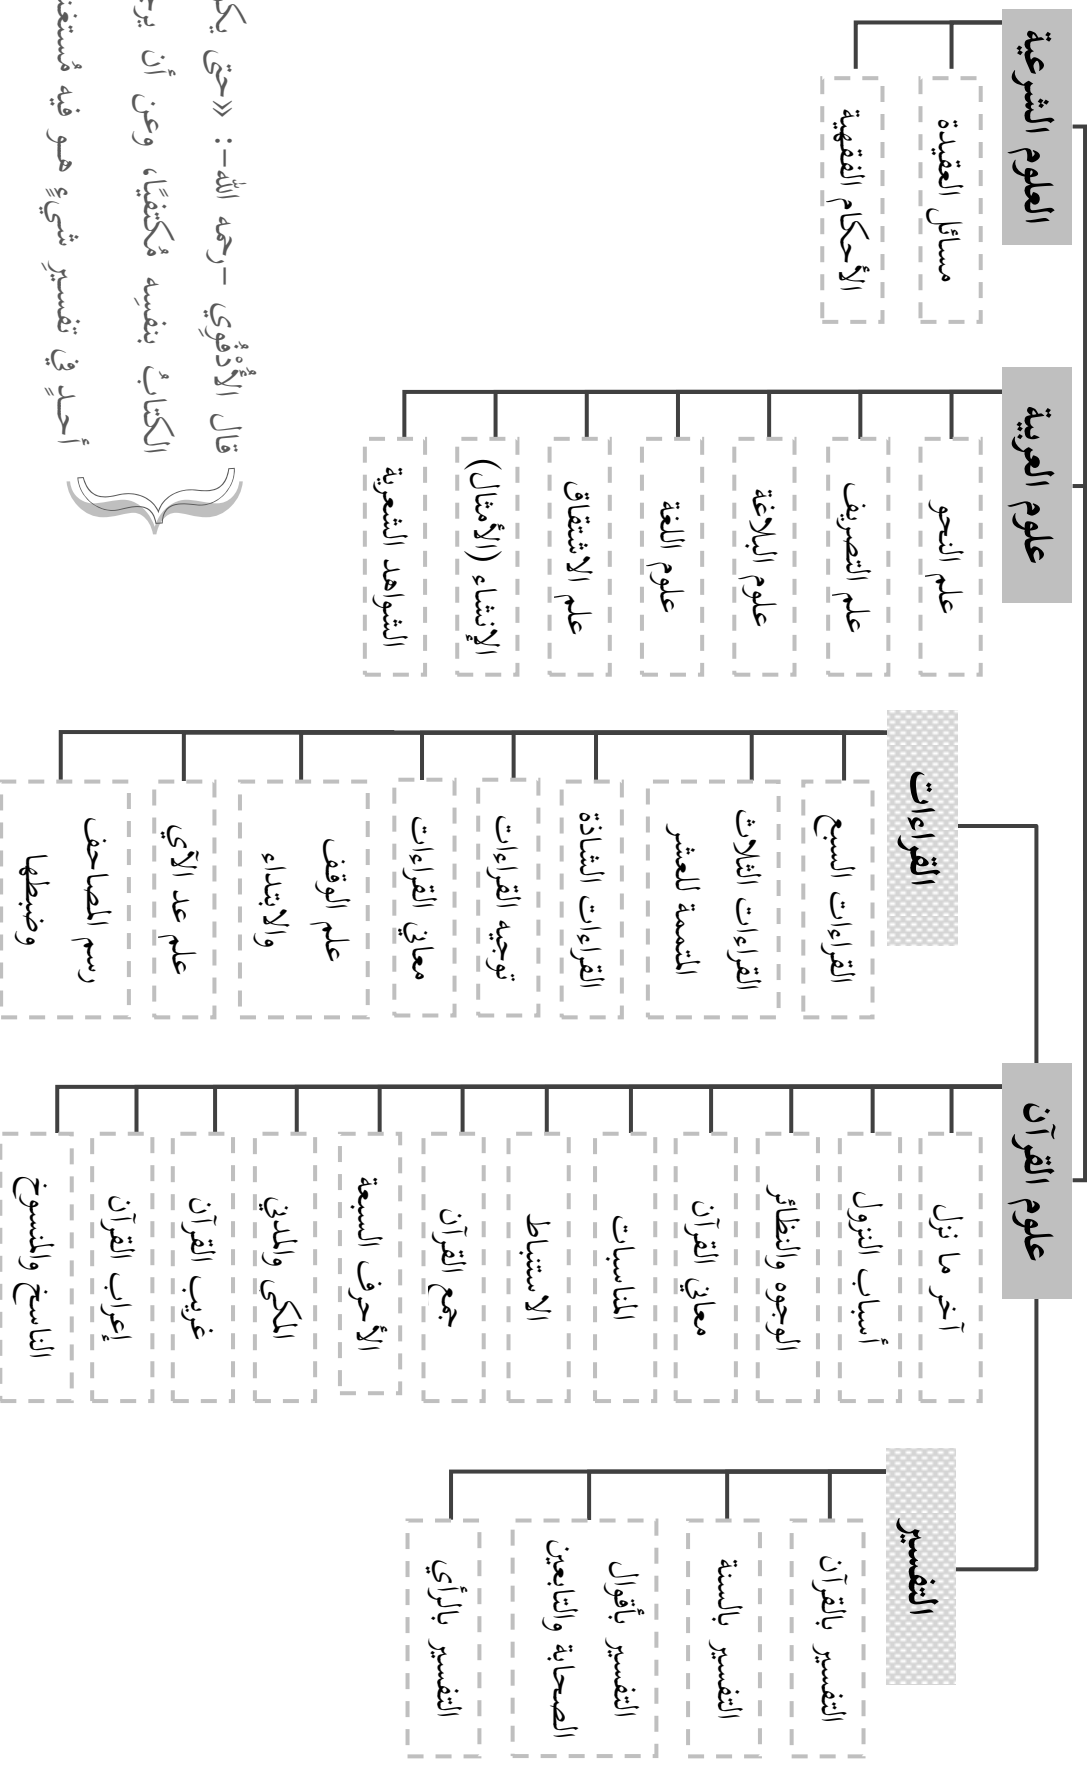 علوم القرآن
علوم العربية
العلوم الشرعية
التفسير
التفسير بالقرآن
التفسير بالسنة
التفسير بأقوال
الصحابة والتابعين
التفسير بالرأي
آخر ما نزل
أسباب النزول
الوجوه والنظائر
معاني القرآن
المناسبات
الاستنباط
جمع القرآن
الأحرف السبعة
المكي والمدني
غريب القرآن
إعراب القرآن
الناسخ والمنسوخ
القراءات
القراءات السبع
القراءات الثلاث
المتممة للعشر
القراءات الشاذة
توجيه القراءات
معاني القراءات
علم الوقف
والابتداء
علم عد الآي
رسم المصاحف
وضبطها
علم النحو
علم التصريف
علوم البلاغة
علوم اللغة
علم الاشتقاق
الإنشاء (الأمثال)
الشواهد الشعرية
مسائل العقيدة
الأحكام الفقهية
قال الأُدْفُوي -رحمه الله-: «حتى
الكتابُ بنفسِه مُكتفيًا، وعن أن
أحدٍ في تفسيرِ شيءٍ هو فيه